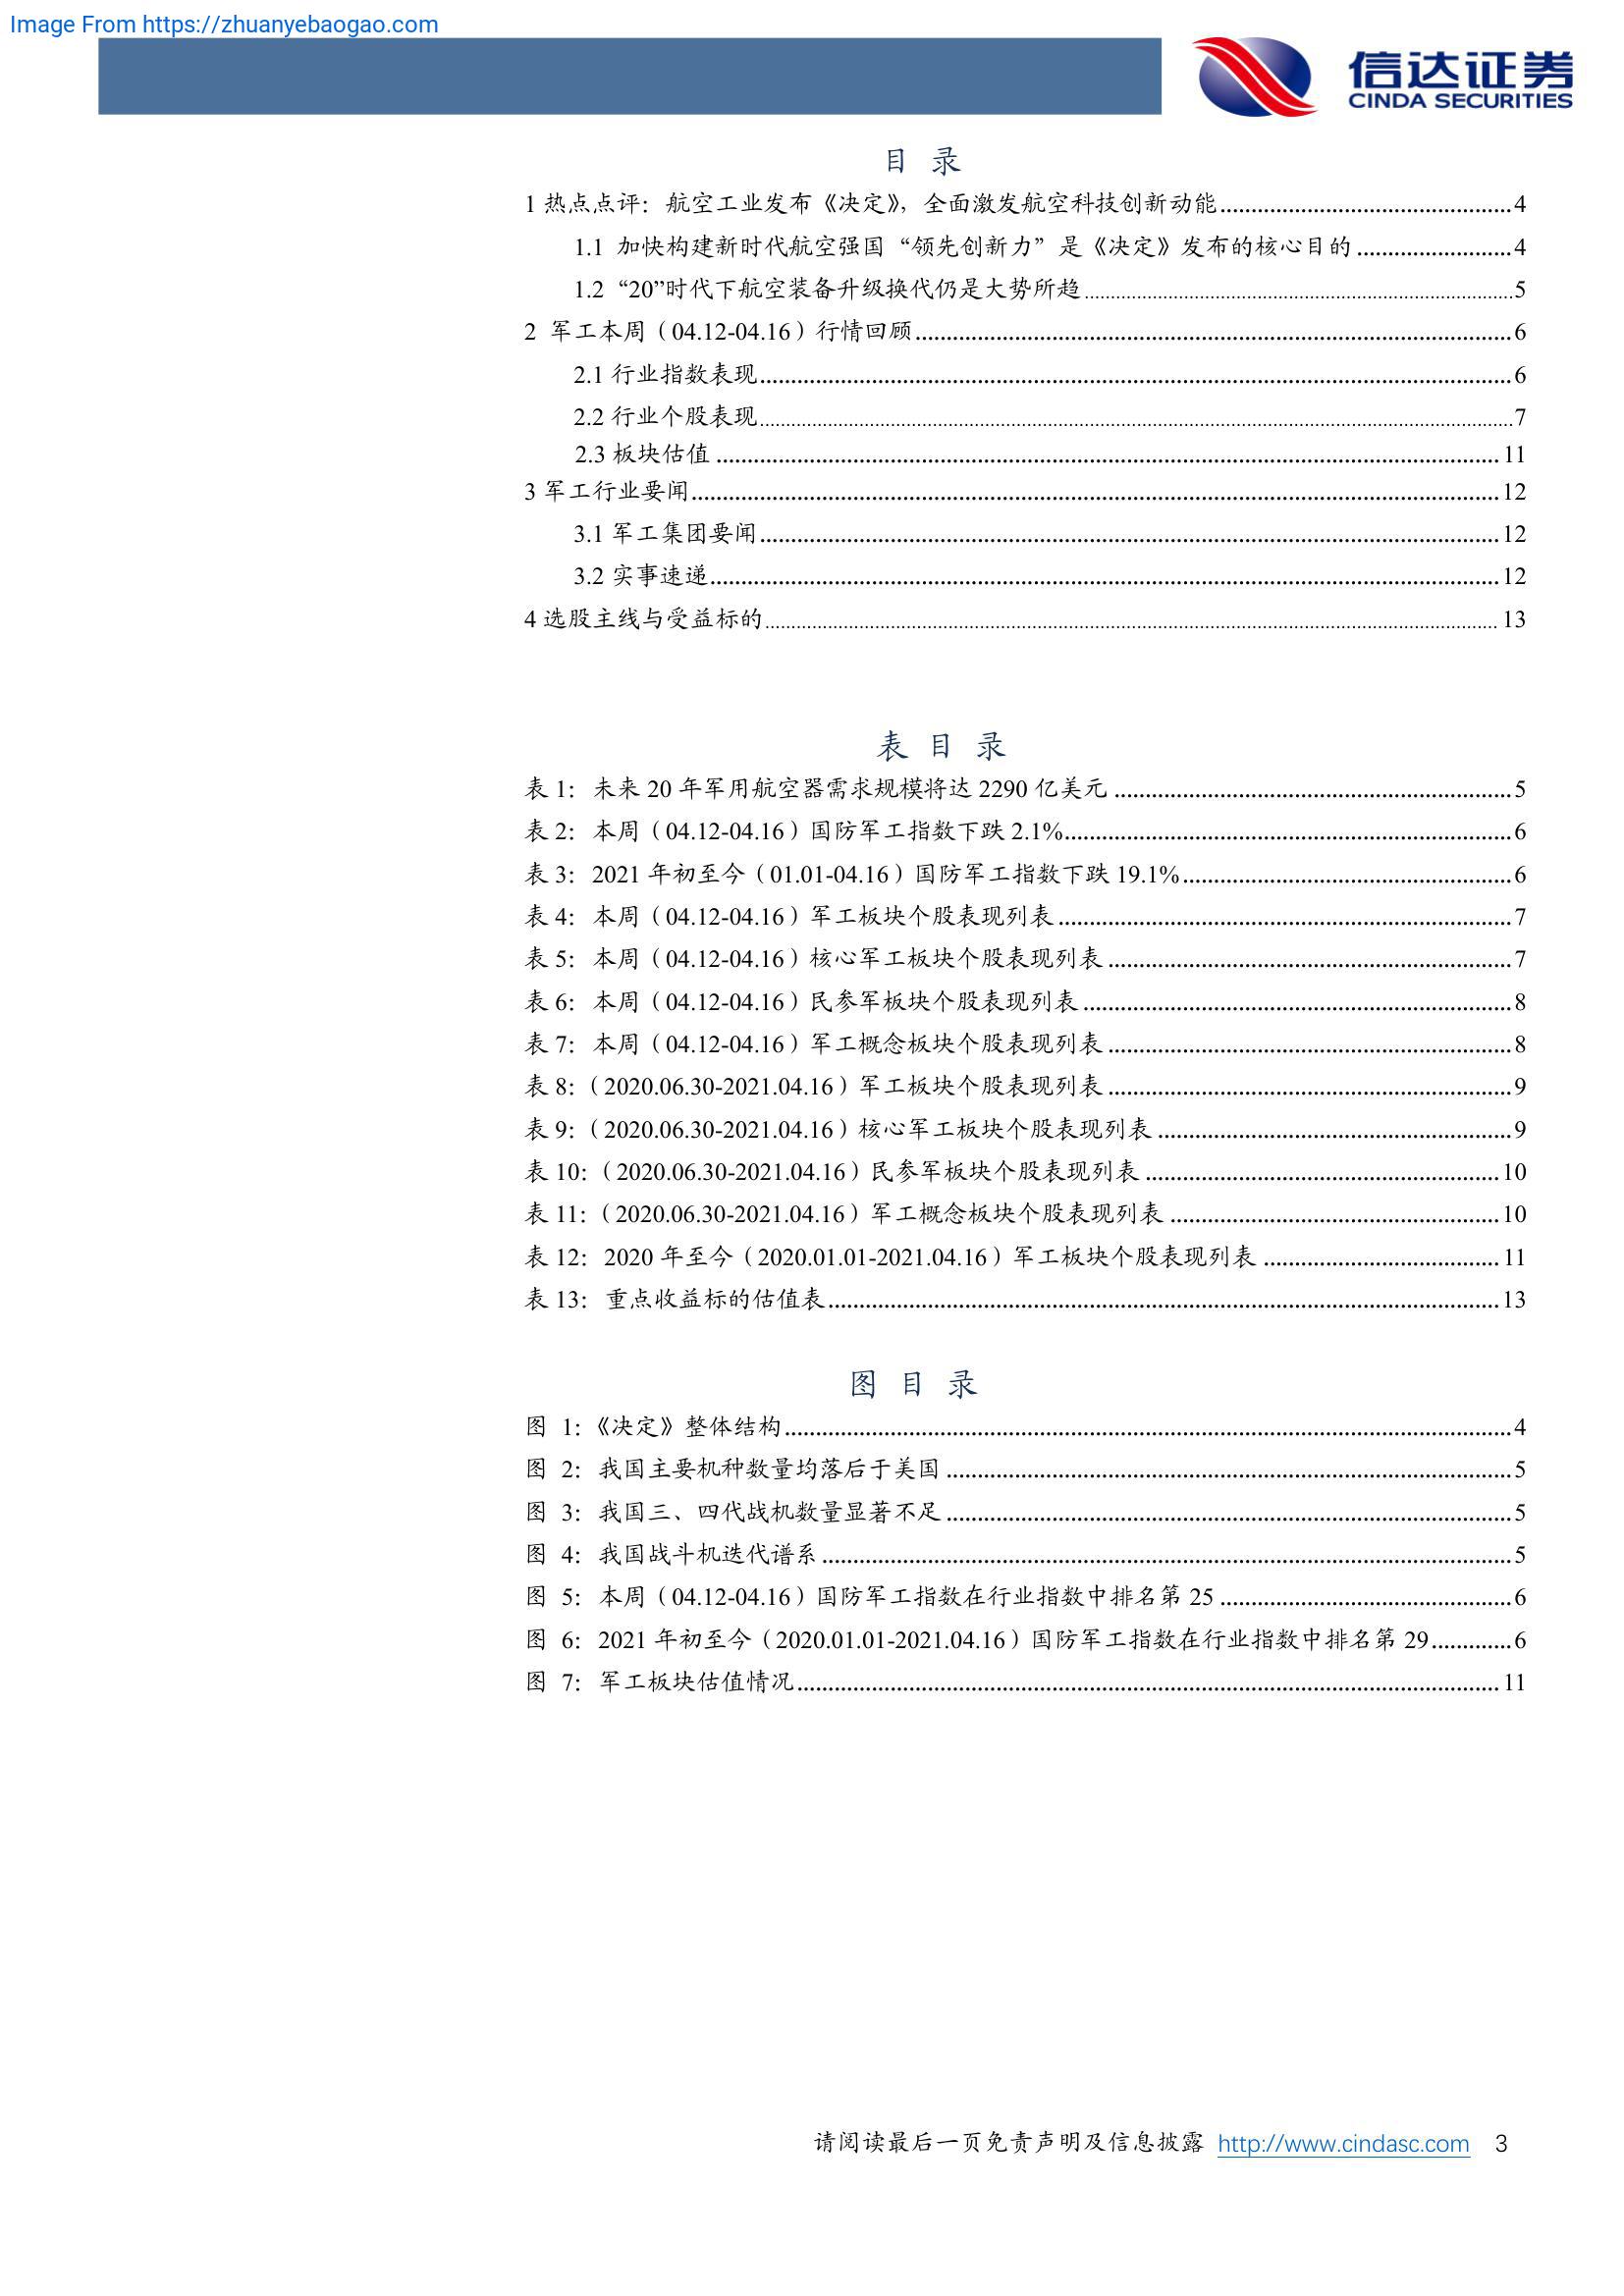 Image From https://zhuanyebaogao.com
信达证券
CINDA SECURITIES
目 录
1 热点点评：航空工业发布《决定》，全面激发航空科技创新动能........4
1.1 加快构建新时代航空强国“领先创新力”是《决定》发布的核心目的........4
1.2 “20”时代下航空装备升级换代仍是大势所趋........5
2 军工本周（04.12-04.16）行情回顾........6
2.1 行业指数表现........6
2.2 行业个股表现........7
2.3 板块估值........11
3 军工行业要闻........12
3.1 军工集团要闻........12
3.2 实事速递........12
4 选股主线与受益标的........13
表 目 录
表 1：未来 20 年军用航空器需求规模将达 2290 亿美元........5
表 2：本周（04.12-04.16）国防军工指数下跌 2.1%........6
表 3：2021 年初至今（01.01-04.16）国防军工指数下跌 19.1%........6
表 4：本周（04.12-04.16）军工板块个股表现列表........7
表 5：本周（04.12-04.16）核心军工板块个股表现列表........7
表 6：本周（04.12-04.16）民参军板块个股表现列表........8
表 7：本周（04.12-04.16）军工概念板块个股表现列表........8
表 8：（2020.06.30-2021.04.16）军工板块个股表现列表........9
表 9：（2020.06.30-2021.04.16）核心军工板块个股表现列表........9
表 10：（2020.06.30-2021.04.16）民参军板块个股表现列表........10
表 11：（2020.06.30-2021.04.16）军工概念板块个股表现列表........10
表 12：2020 年至今（2020.01.01-2021.04.16）军工板块个股表现列表........11
表 13：重点收益标的估值表........13
图 目 录
图 1：《决定》整体结构........4
图 2：我国主要机种数量均落后于美国........5
图 3：我国三、四代战机数量显著不足........5
图 4：我国战斗机迭代谱系........5
图 5：本周（04.12-04.16）国防军工指数在行业指数中排名第 25........6
图 6：2021 年初至今（2020.01.01-2021.04.16）国防军工指数在行业指数中排名第 29........6
图 7：军工板块估值情况........11
请阅读最后一页免责声明及信息披露 http://www.cindasc.com 3